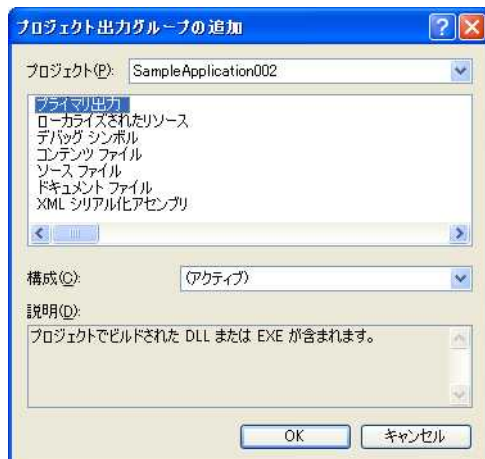 プロジェクト出力グループの追加
プロジェクト(P): SampleApplication002
プライマリ出力
ローカライズされたリソース
デバッグ シンボル
コンテンツ ファイル
ソース ファイル
ドキュメント ファイル
XML シリアル化アセンブリ
構成(C): (アクティブ)
説明(D):
プロジェクトでビルドされた DLL または EXE が含まれます。
OK キャンセル